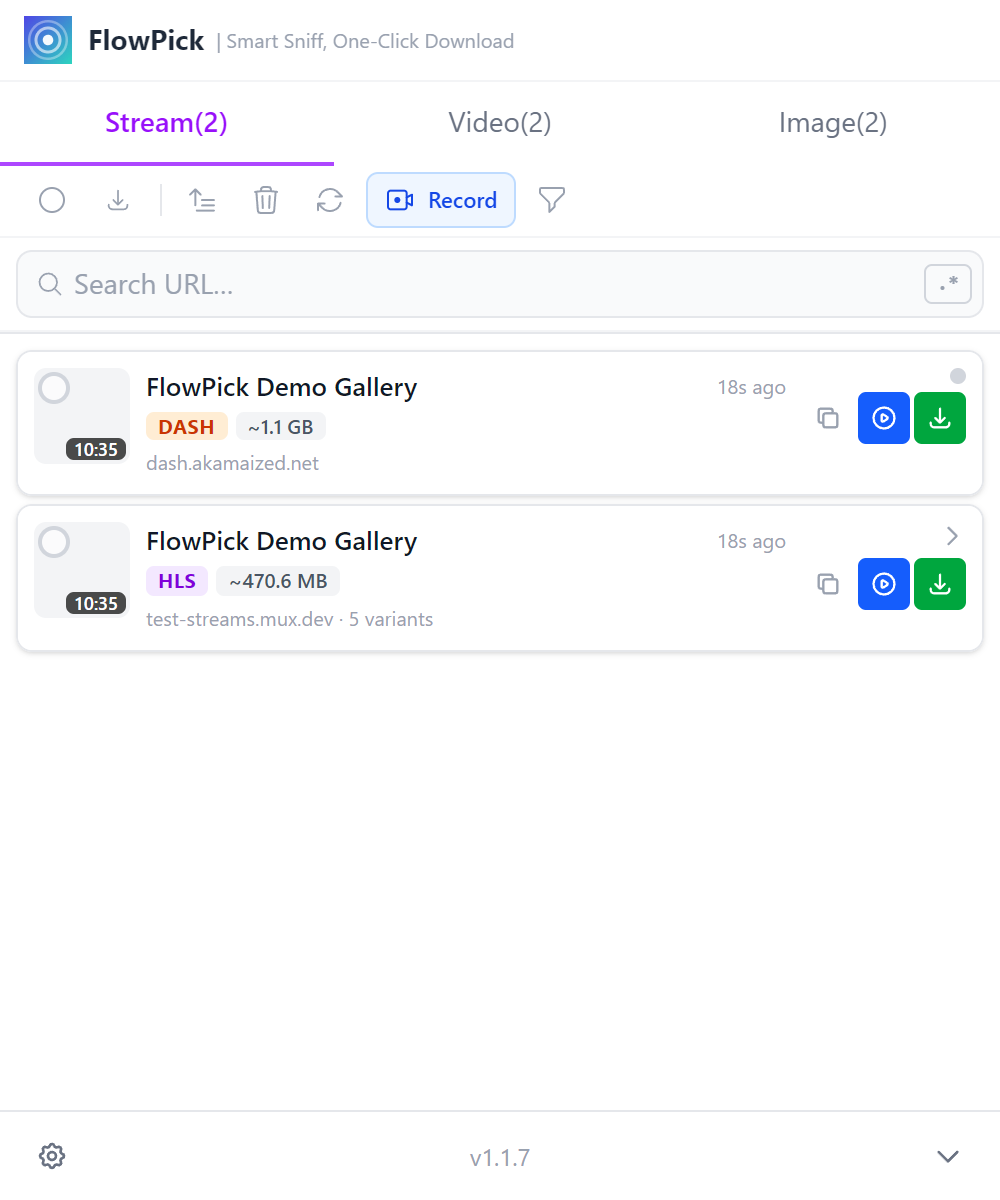 FlowPick | Smart Sniff, One-Click Download
Stream(2) Video(2) Image(2)
Record
Search URL... .*
FlowPick Demo Gallery 18s ago
DASH ~1.1 GB
10:35
dash.akamaized.net
FlowPick Demo Gallery 18s ago
HLS ~470.6 MB
10:35
test-streams.mux.dev · 5 variants
v1.1.7